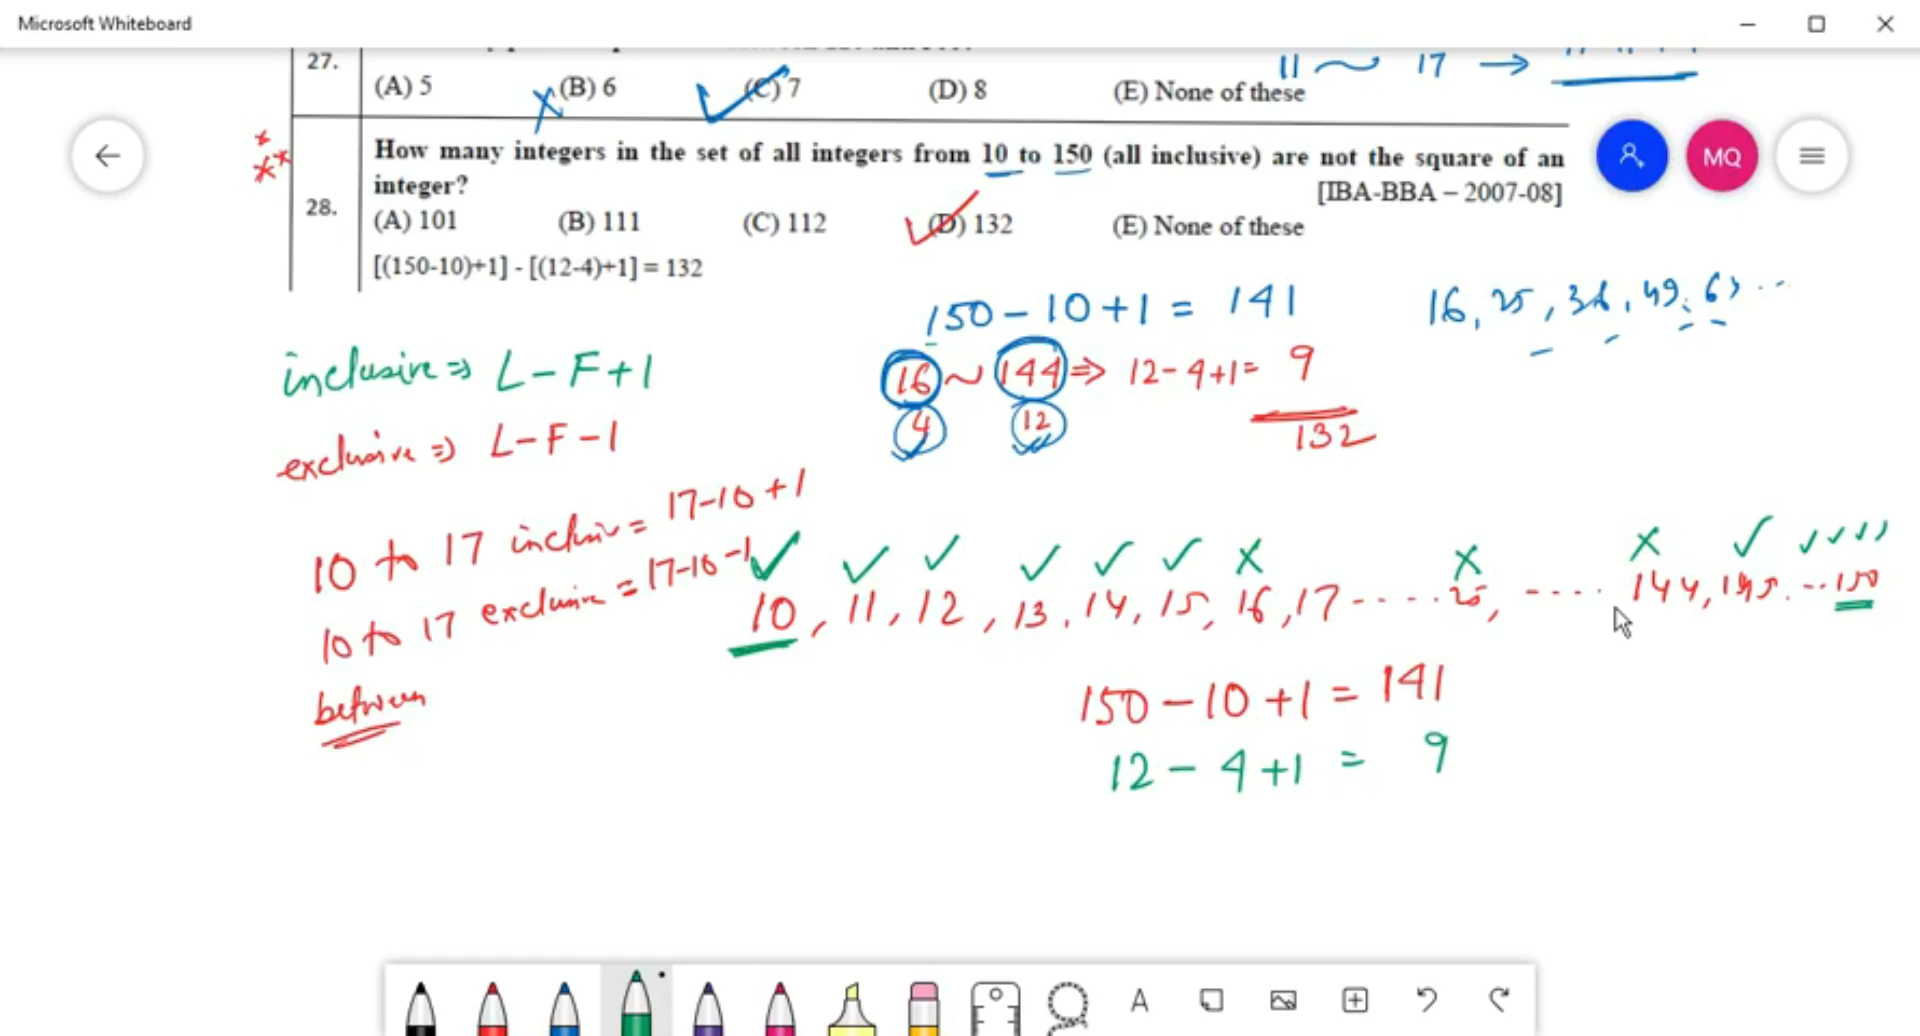 Microsoft Whiteboard
27.
(A) 5 (B) 6 (C) 7 (D) 8 (E) None of these
11 ~ 17 →
How many integers in the set of all integers from 10 to 150 (all inclusive) are not the square of an
integer? [IBA-BBA – 2007-08]
28.
(A) 101 (B) 111 (C) 112 (D) 132 (E) None of these
[(150-10)+1] - [(12-4)+1] = 132
MQ
150 - 10 + 1 = 141
16, 25, 36, 49,
inclusive ⇒ L - F + 1
16 ~ 144 ⇒ 12 - 4 + 1 = 9
4 12
132
exclusive ⇒ L - F - 1
10 to 17 inclusiv = 17-10 + 1
10 to 17 exclusive = 17-10 - 1
between
10, 11, 12, 13, 14, 15, 16, 17 ---- 25, ---- 144, 145 ... 150
150 - 10 + 1 = 141
12 - 4 + 1 = 9
A